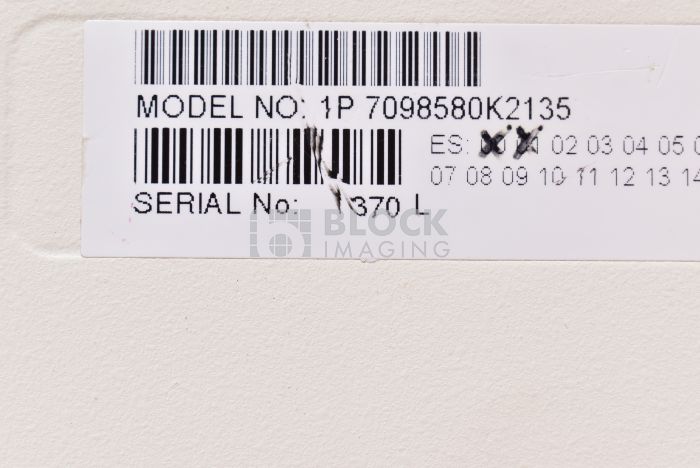 MODEL NO: 1P 7098580K2135
ES: 02 03 04 05
07 08 09 10 11 12 13
SERIAL No: 370 L
BLOCK
IMAGING